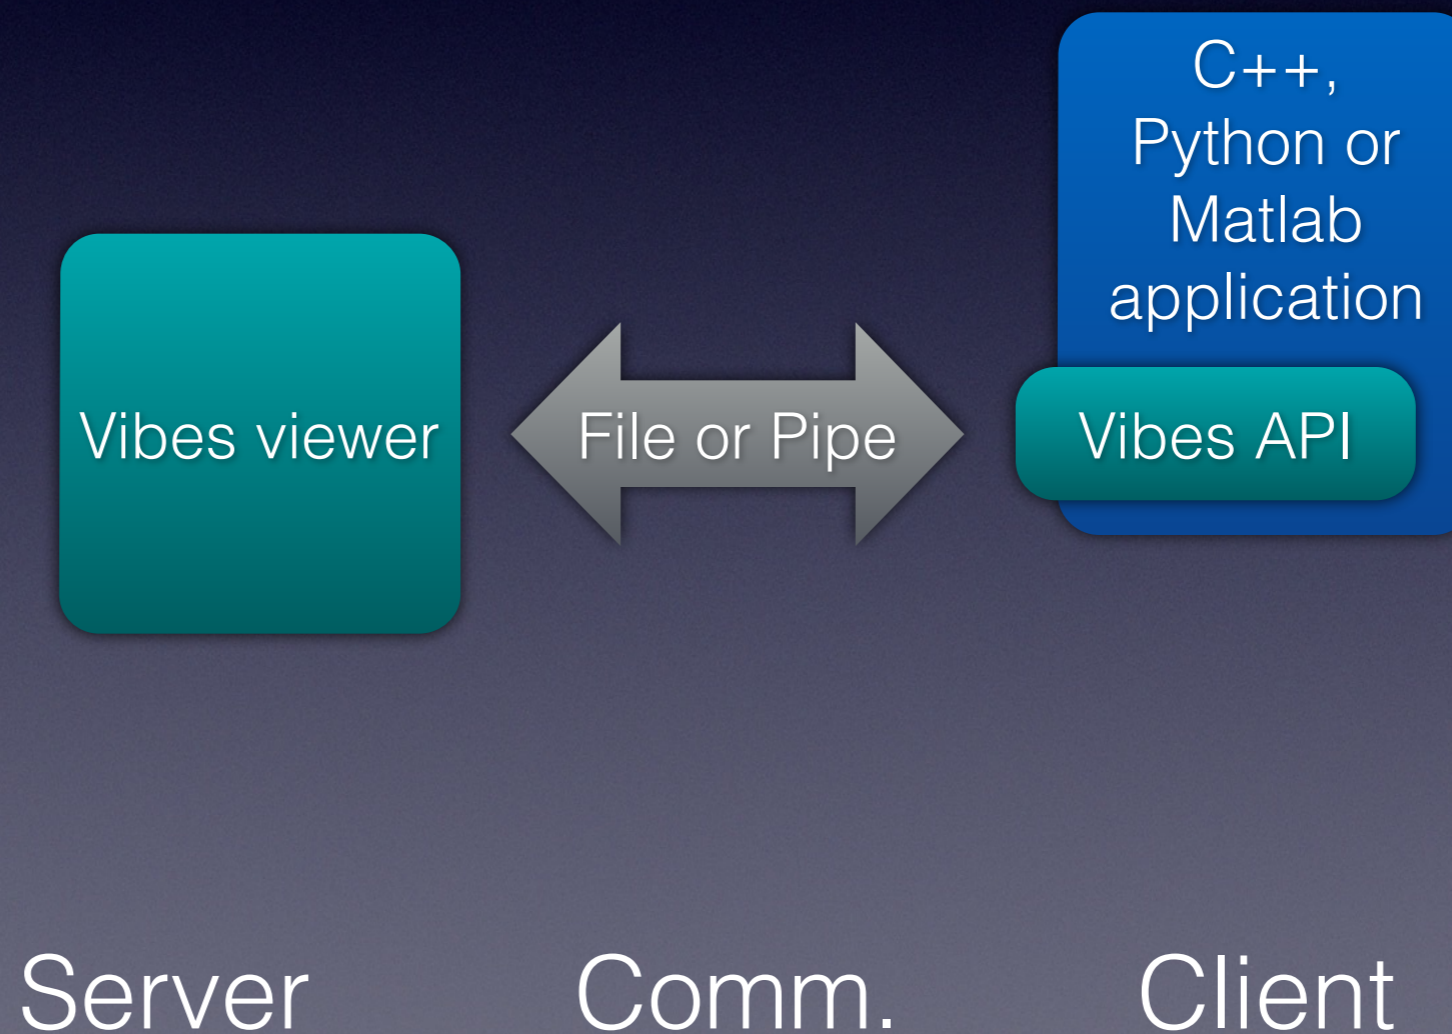 C++,
Python or
Matlab
application
Vibes viewer
File or Pipe
Vibes API
Server
Comm.
Client